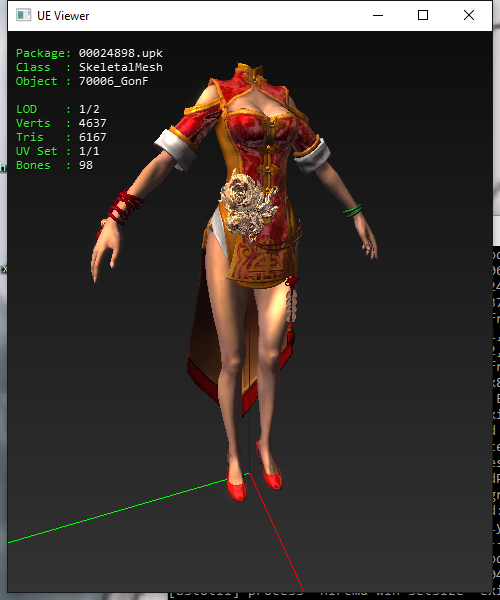 UE Viewer
Package: 00024898.upk
Class  : SkeletalMesh
Object : 70006_GonF
LOD    : 1/2
Verts  : 4637
Tris   : 6167
UV Set : 1/1
Bones  : 98